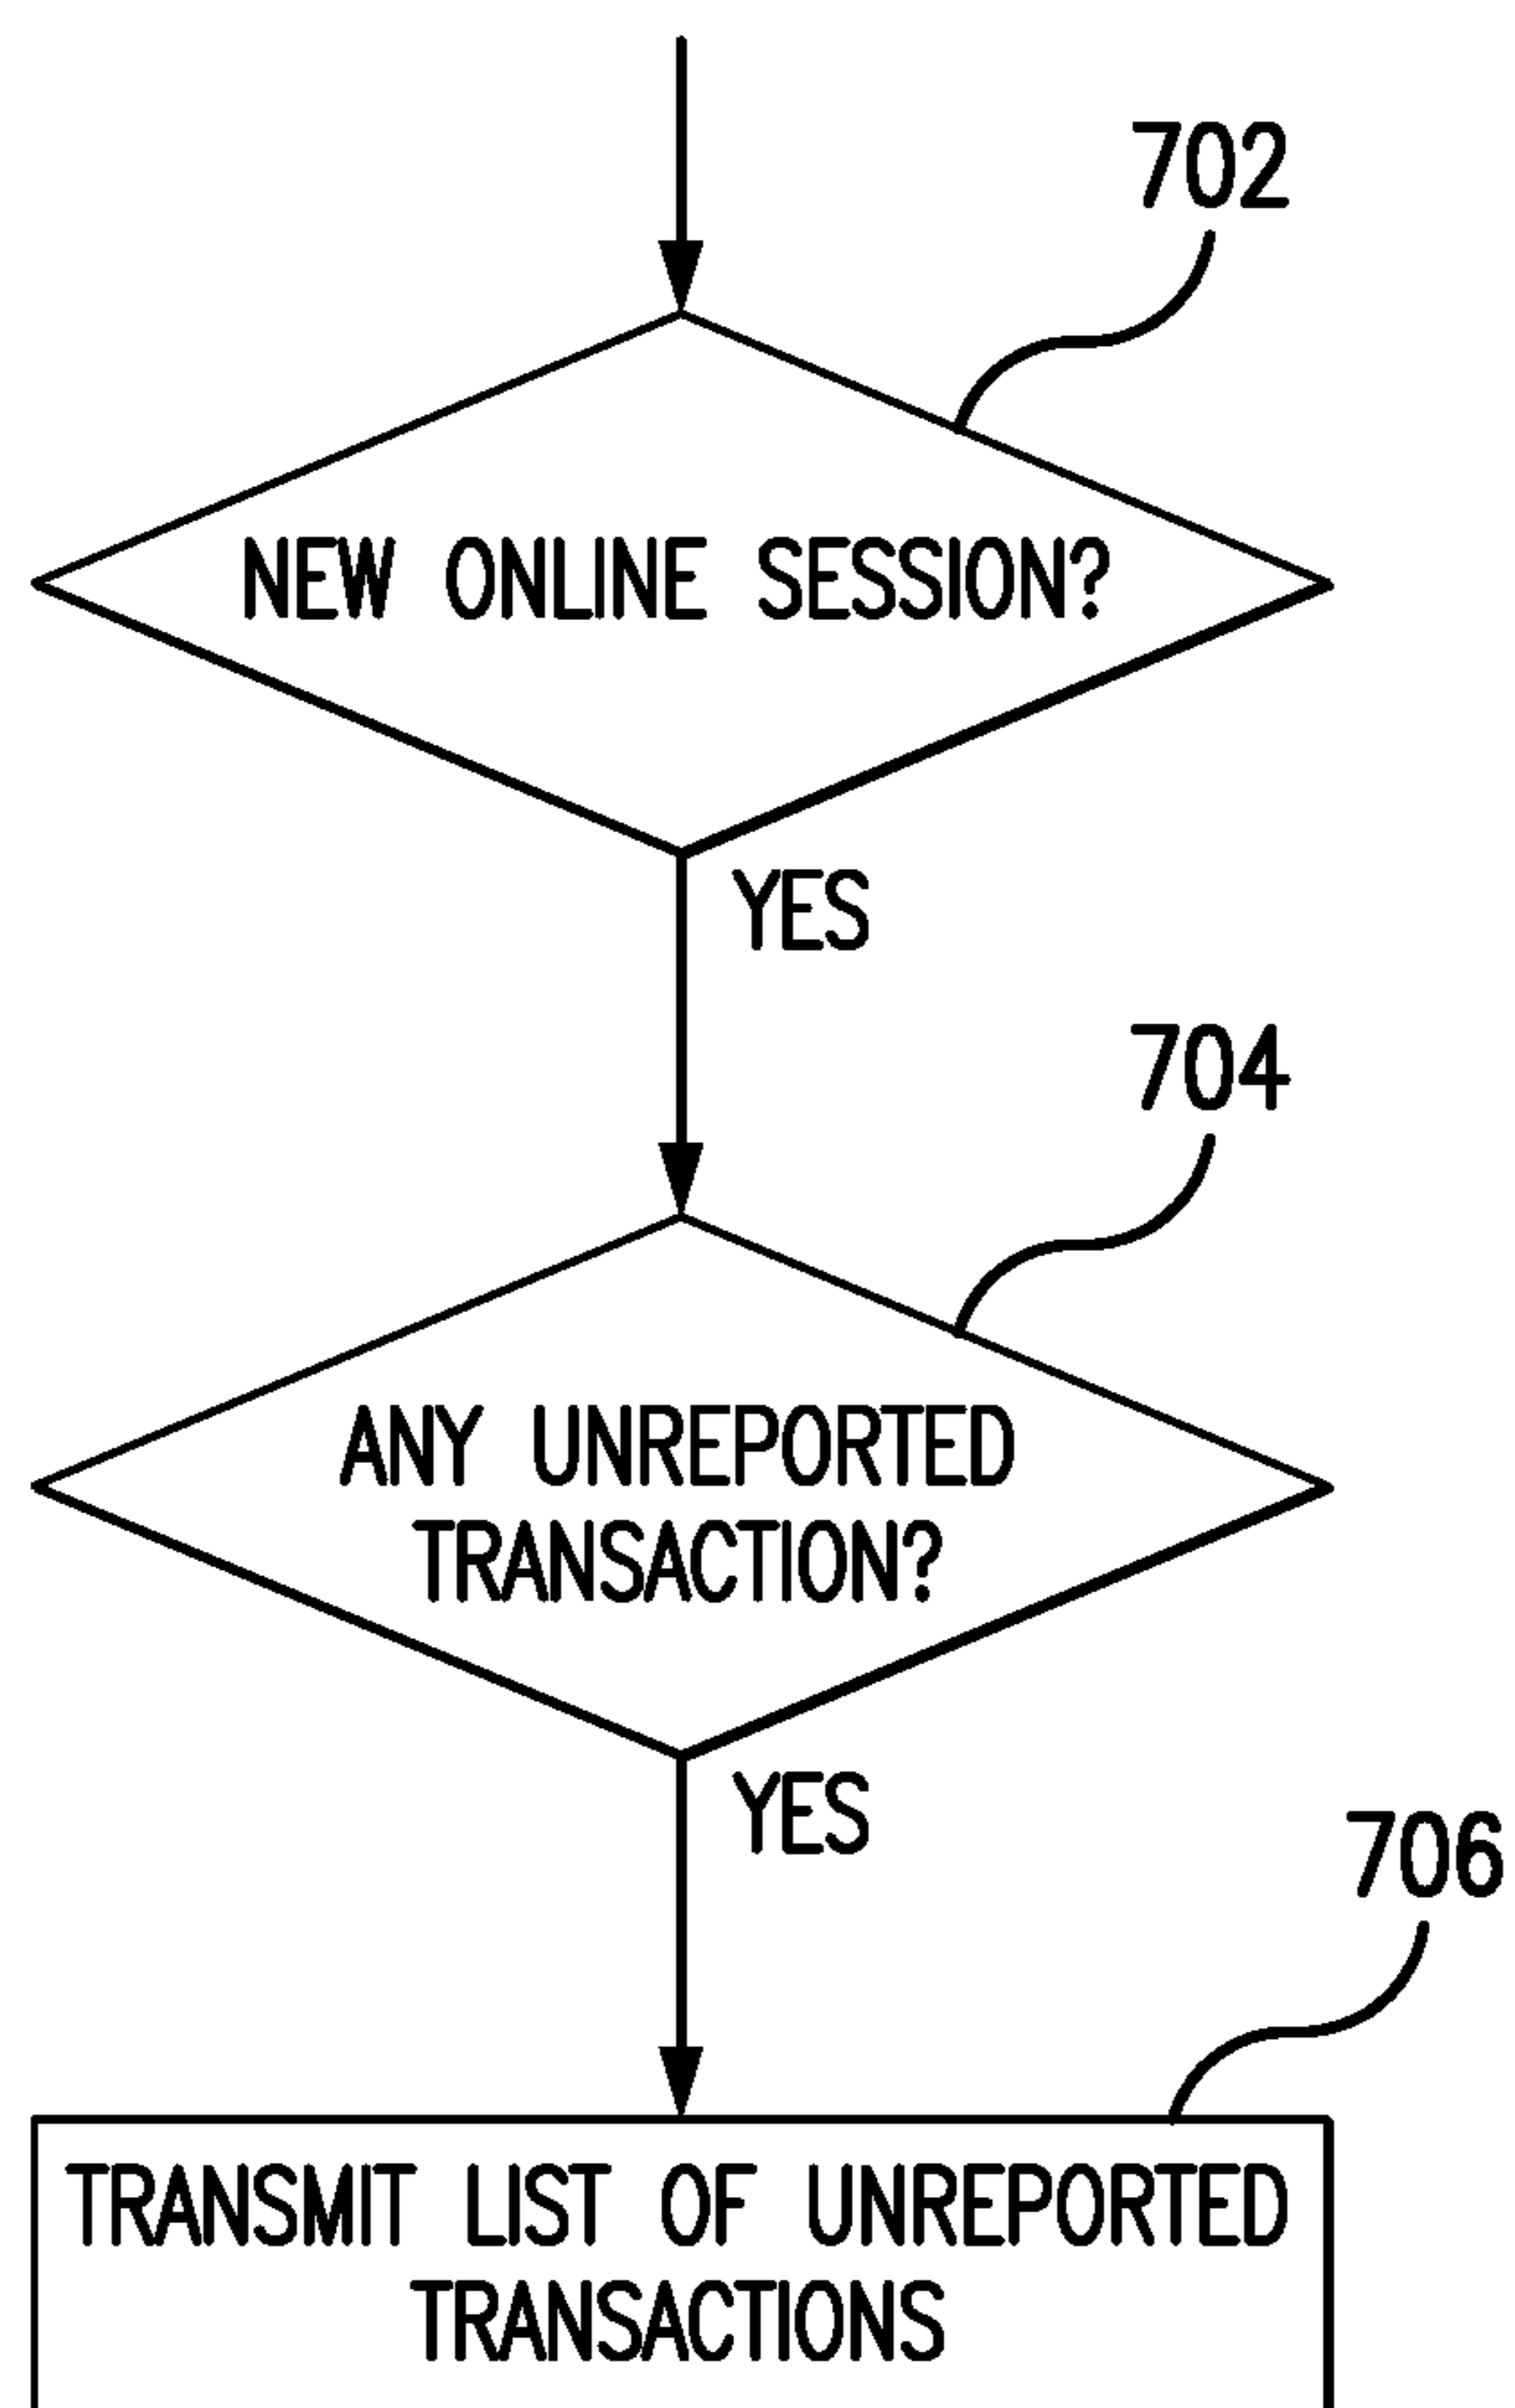 702
NEW ONLINE SESSION?
YES
704
ANY UNREPORTED
TRANSACTION?
YES
706
TRANSMIT LIST OF UNREPORTED
TRANSACTIONS